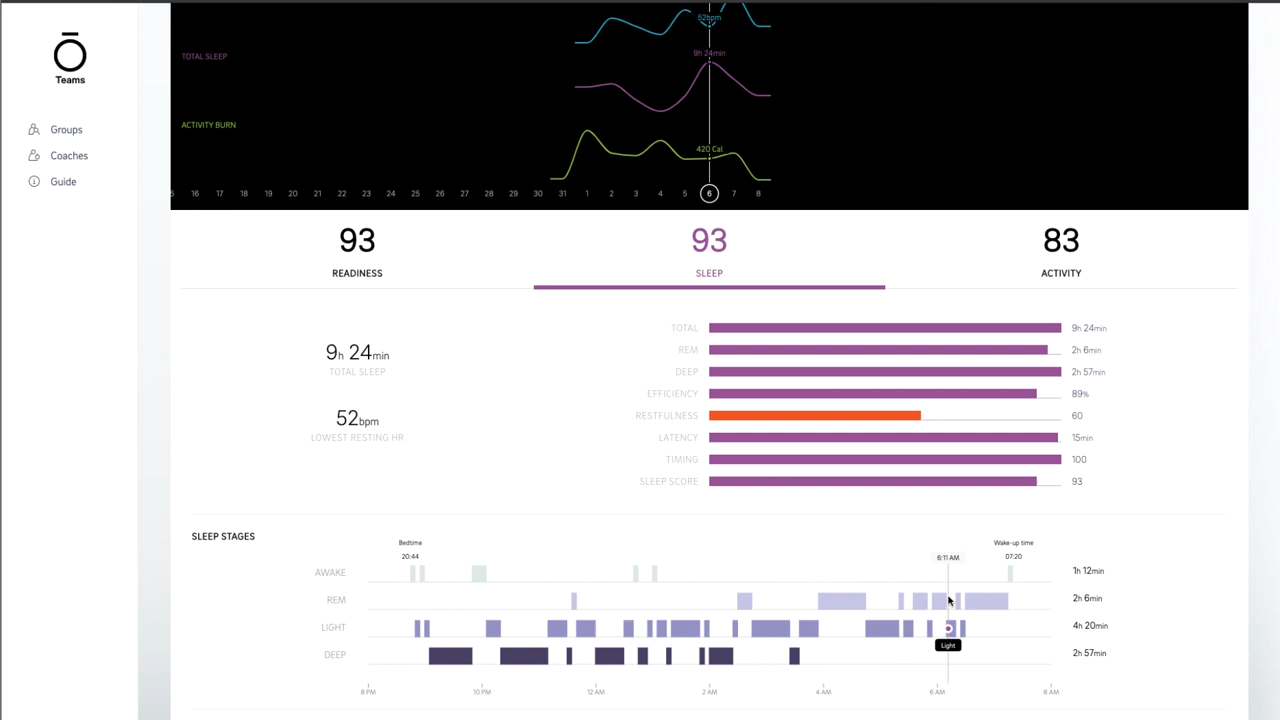 Teams
Groups
Coaches
Guide
52bpm
TOTAL SLEEP
9h 24min
ACTIVITY BURN
420 Cal
5 16 17 18 19 20 21 22 23 24 25 26 27 28 29 30 31 1 2 3 4 5 6 7 8
93 93 83
READINESS SLEEP ACTIVITY
9h 24min
TOTAL SLEEP
52bpm
LOWEST RESTING HR
TOTAL 9h 24min
REM 2h 6min
DEEP 2h 57min
EFFICIENCY 89%
RESTFULNESS 60
LATENCY 15min
TIMING 100
SLEEP SCORE 93
SLEEP STAGES
Bedtime
20:44
6:11 AM
Wake-up time
07:20
AWAKE 1h 12min
REM 2h 6min
LIGHT 4h 20min
DEEP 2h 57min
Light
8 PM 10 PM 12 AM 2 AM 4 AM 6 AM 8 AM